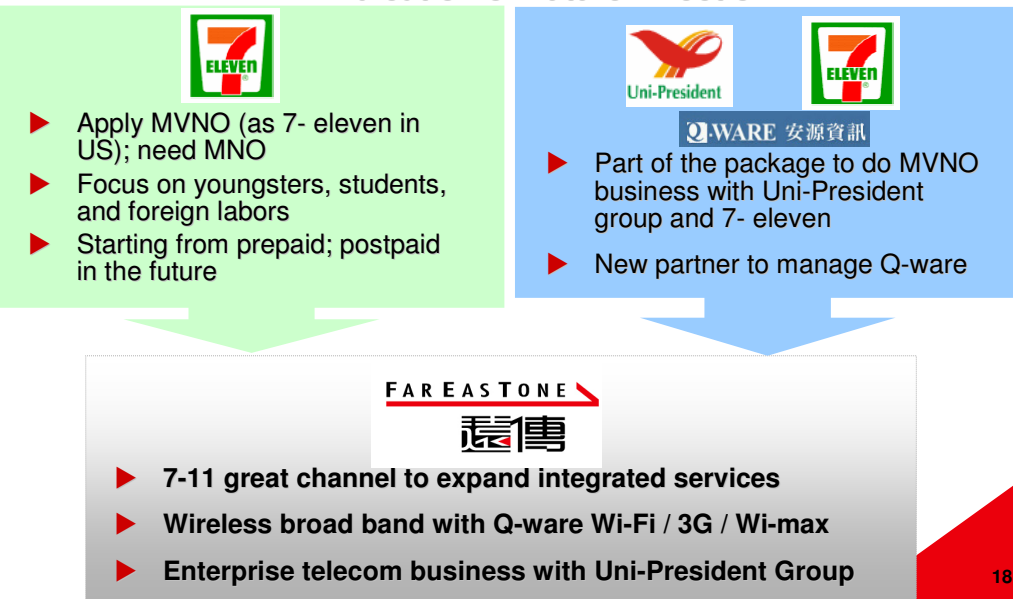 ELEVEN
Apply MVNO (as 7- eleven in
US); need MNO
Focus on youngsters, students,
and foreign labors
Starting from prepaid; postpaid
in the future
Uni-President
ELEVEN
Q-WARE 安源資訊
Part of the package to do MVNO
business with Uni-President
group and 7- eleven
New partner to manage Q-ware
FAREASTONE
遠傳
7-11 great channel to expand integrated services
Wireless broad band with Q-ware Wi-Fi / 3G / Wi-max
Enterprise telecom business with Uni-President Group
18